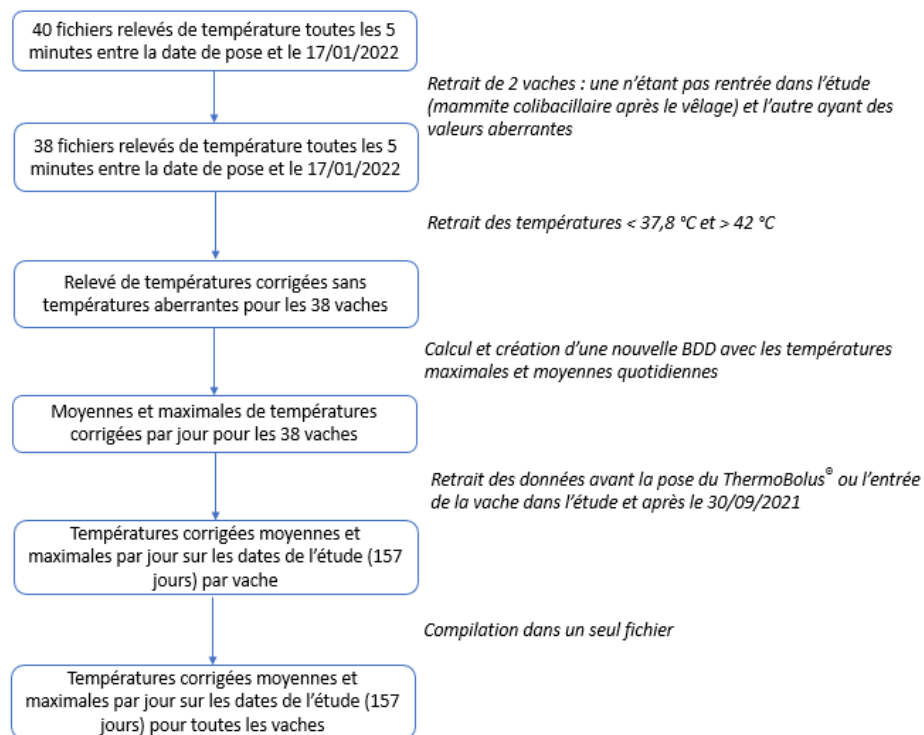 40 fichiers relevés de température toutes les 5
minutes entre la date de pose et le 17/01/2022
Retrait de 2 vaches : une n'étant pas rentrée dans l'étude
(mammite colibacillaire après le vêlage) et l'autre ayant des
valeurs aberrantes
38 fichiers relevés de température toutes les 5
minutes entre la date de pose et le 17/01/2022
Retrait des températures < 37,8 °C et > 42 °C
Relevé de températures corrigées sans
températures aberrantes pour les 38 vaches
Calcul et création d'une nouvelle BDD avec les températures
maximales et moyennes quotidiennes
Moyennes et maximales de températures
corrigées par jour pour les 38 vaches
Retrait des données avant la pose du ThermoBolus® ou l'entrée
de la vache dans l'étude et après le 30/09/2021
Températures corrigées moyennes et
maximales par jour sur les dates de l'étude (157
jours) par vache
Compilation dans un seul fichier
Températures corrigées moyennes et
maximales par jour sur les dates de l'étude (157
jours) pour toutes les vaches